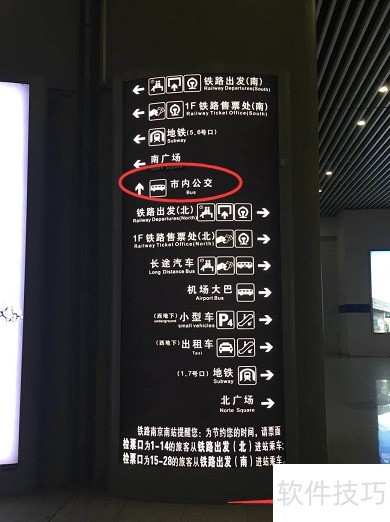 铁路出发(南)
Railway Departures(South)
1F 铁路售票处(南)
Railway Ticket Office(South)
地铁(5,6号口)
Subway
南广场
市内公交
Bus
铁路出发(北)
Railway Departures(North)
1F 铁路售票处(北)
Railway Ticket Office(North)
长途汽车
Long Distance Bus
机场大巴
Airport Bus
(西地下)小型车 P4
underground small vehicles
(西地下)出租车
Taxi
(1,7号口)地铁
Subway
北广场
Norte Square
铁路南京南站提醒您:为节约您的时间,请票面
检票口为1-14的旅客从铁路出发(北)进站乘车;
检票口为15-28的旅客从铁路出发(南)进站乘车
软件技巧